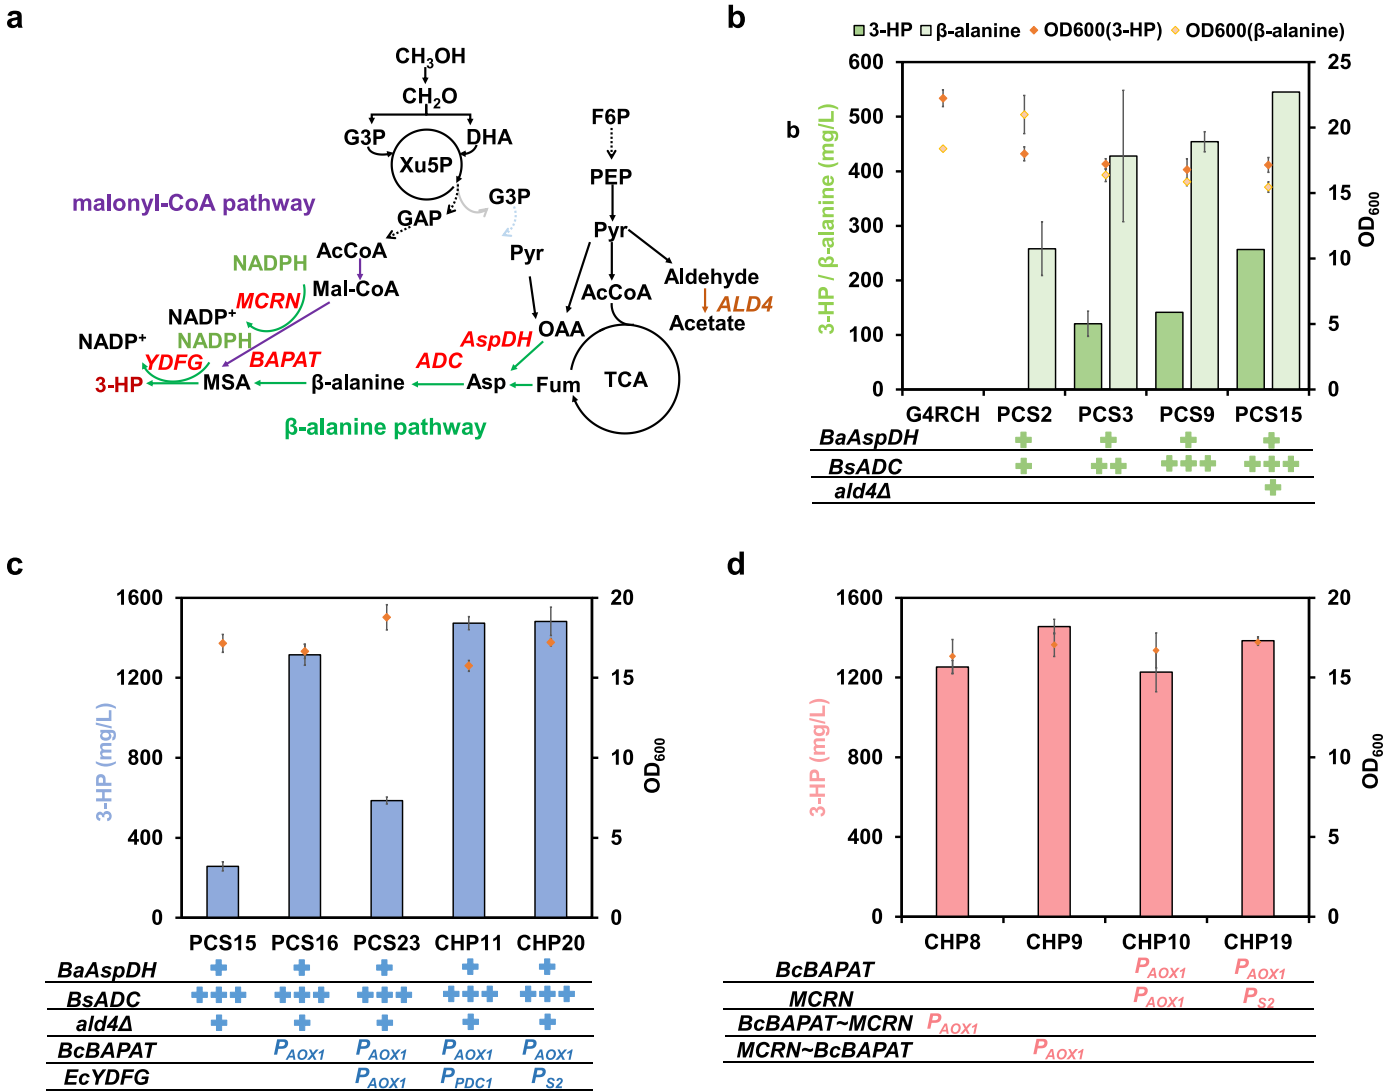 a
CH3OH
CH2O
G3P
DHA
Xu5P
F6P
PEP
G3P
malonyl-CoA pathway
GAP
Pyr
AcCoA
Pyr
NADPH
Aldehyde
Mal-CoA
AcCoA
ALD4
MCRN
Acetate
NADP+
OAA
NADP+
NADPH
AspDH
YDFG
BAPAT
ADC
3-HP
MSA
β-alanine
Asp
Fum
TCA
β-alanine pathway
b
3-HP β-alanine OD600(3-HP) OD600(β-alanine)
b
3-HP / β-alanine (mg/L)
600
500
400
300
200
100
0
25
20
15
10
5
0
OD600
G4RCH PCS2 PCS3 PCS9 PCS15
BaAspDH
BsADC
ald4Δ
c
3-HP (mg/L)
1600
1200
800
400
0
20
15
10
5
0
OD600
PCS15 PCS16 PCS23 CHP11 CHP20
BaAspDH
BsADC
ald4Δ
BcBAPAT PAOX1 PAOX1 PAOX1 PAOX1
EcYDFG PAOX1 PPDC1 PS2
d
3-HP (mg/L)
1600
1200
800
400
0
20
15
10
5
0
OD600
CHP8 CHP9 CHP10 CHP19
BcBAPAT PAOX1 PAOX1
MCRN PAOX1 PS2
BcBAPAT~MCRN PAOX1
MCRN~BcBAPAT PAOX1